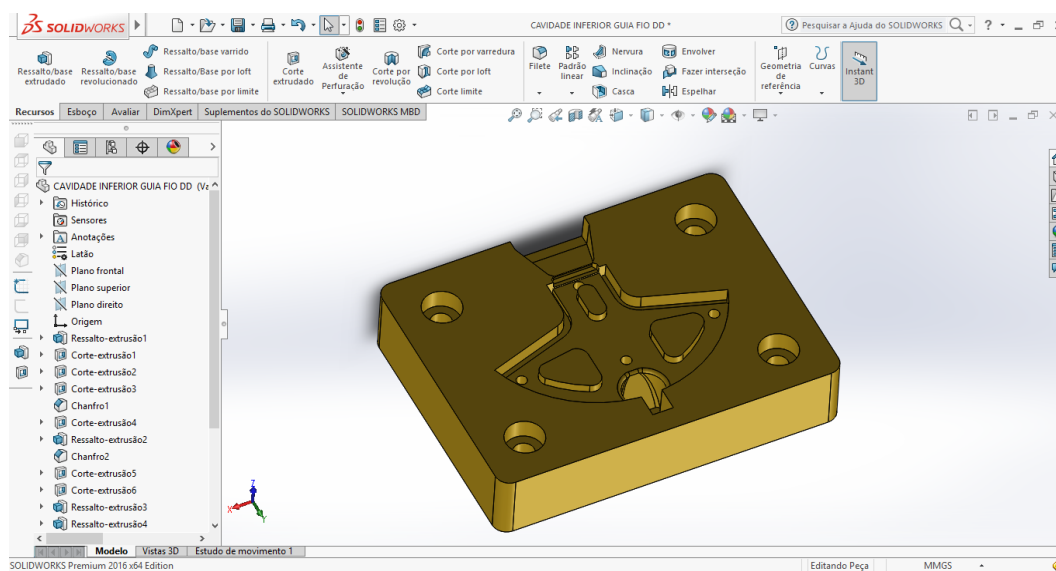 SOLIDWORKS
CAVIDADE INFERIOR GUIA FIO DD *
Pesquisar a Ajuda do SOLIDWORKS
?
Ressalto/base extrudado
Ressalto/base revolucionado
Ressalto/base varrido
Ressalto/Base por loft
Ressalto/base por limite
Corte extrudado
Assistente de Perfuração
Corte por revolução
Corte por varredura
Corte por loft
Corte limite
Filete
Padrão linear
Nervura
Inclinação
Casca
Envolver
Fazer interseção
Espelhar
Geometria de referência
Curvas
Instant 3D
Recursos
Esboço
Avaliar
DimXpert
Suplementos do SOLIDWORKS
SOLIDWORKS MBD
CAVIDADE INFERIOR GUIA FIO DD (Va
Histórico
Sensores
Anotações
Latão
Plano frontal
Plano superior
Plano direito
Origem
Ressalto-extrusão1
Corte-extrusão1
Corte-extrusão2
Corte-extrusão3
Chanfro1
Corte-extrusão4
Ressalto-extrusão2
Chanfro2
Corte-extrusão5
Corte-extrusão6
Ressalto-extrusão3
Ressalto-extrusão4
Z
X
Y
Modelo
Vistas 3D
Estudo de movimento 1
SOLIDWORKS Premium 2016 x64 Edition
Editando Peça
MMGS